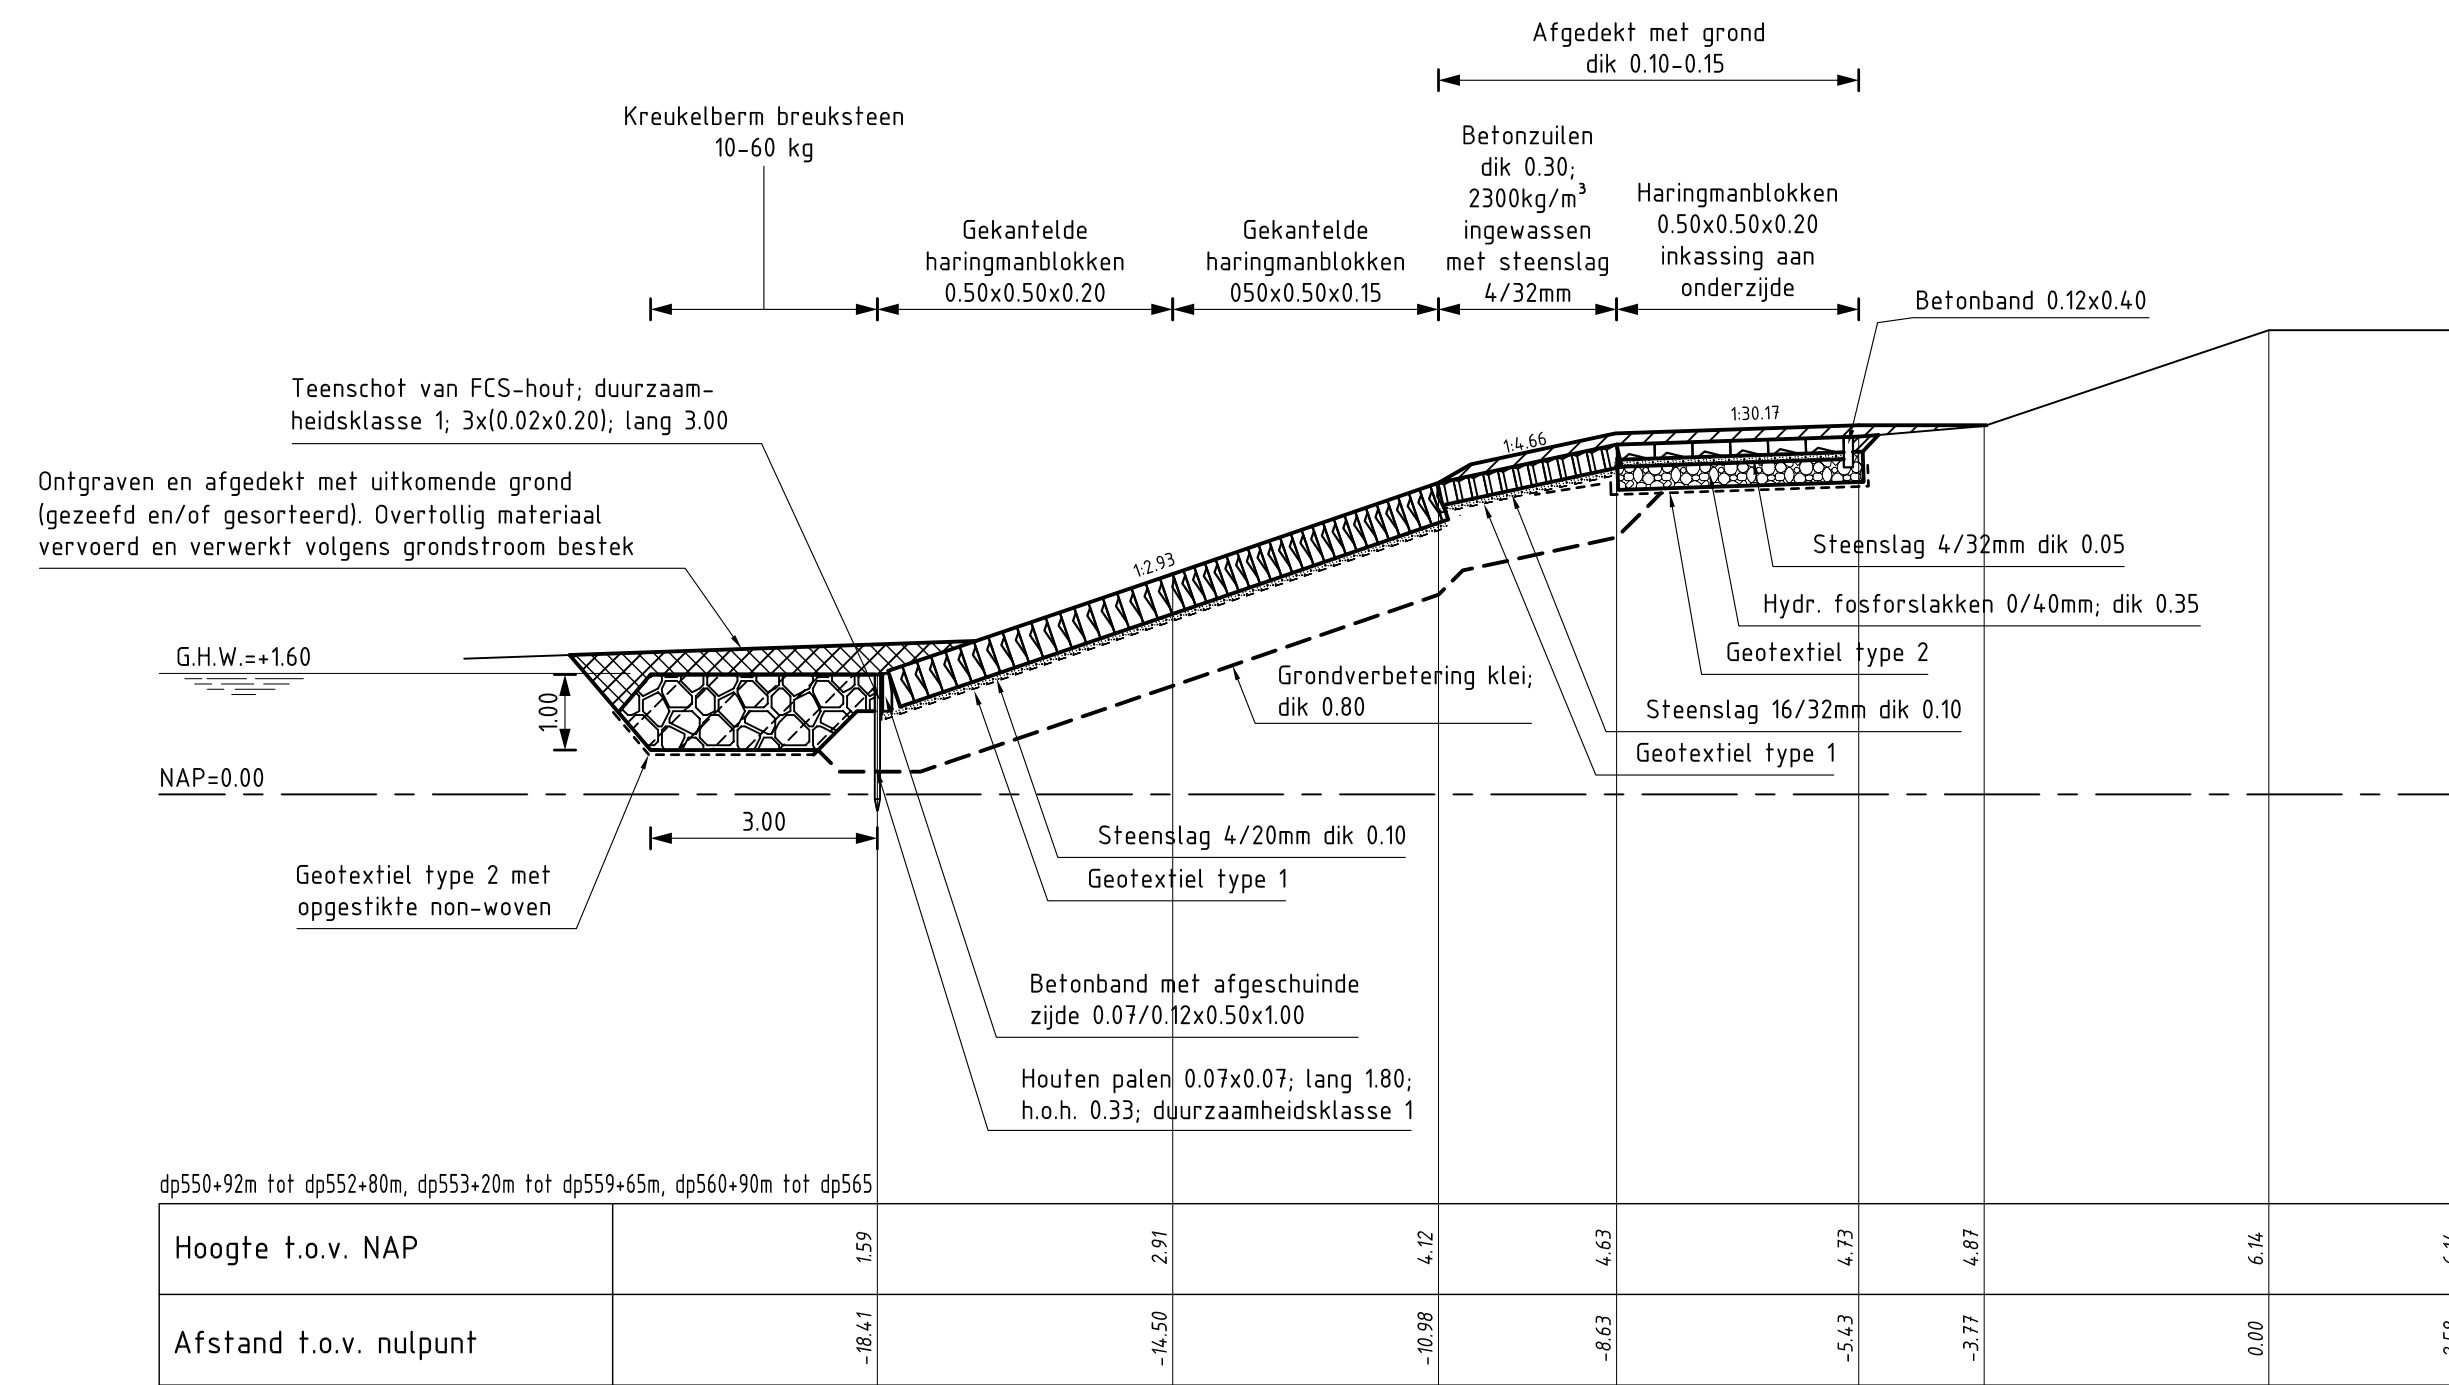 Afgedekt met grond
dik 0.10-0.15
Kreukelberm breuksteen
10-60 kg
Betonzuilen
dik 0.30;
2300kg/m³
ingewassen
met steenslag
4/32mm
Haringmanblokken
0.50x0.50x0.20
inkassing aan
onderzijde
Gekantelde
haringmanblokken
0.50x0.50x0.20
Gekantelde
haringmanblokken
050x0.50x0.15
Betonband 0.12x0.40
Teenschot van FCS-hout; duurzaam-
heidsklasse 1; 3x(0.02x0.20); lang 3.00
1:30.17
1:4.66
1:2.93
Ontgraven en afgedekt met uitkomende grond
(gezeefd en/of gesorteerd). Overtollig materiaal
vervoerd en verwerkt volgens grondstroom bestek
Steenslag 4/32mm dik 0.05
Hydr. fosforslakken 0/40mm; dik 0.35
Geotextiel type 2
G.H.W.=+1.60
Grondverbetering klei;
dik 0.80
Steenslag 16/32mm dik 0.10
Geotextiel type 1
1.00
NAP=0.00
3.00
Steenslag 4/20mm dik 0.10
Geotextiel type 1
Geotextiel type 2 met
opgestikte non-woven
Betonband met afgeschuinde
zijde 0.07/0.12x0.50x1.00
Houten palen 0.07x0.07; lang 1.80;
h.o.h. 0.33; duurzaamheidsklasse 1
dp550+92m tot dp552+80m, dp553+20m tot dp559+65m, dp560+90m tot dp565
Hoogte t.o.v. NAP 1.59 2.91 4.12 4.63 4.73 4.87 6.14
Afstand t.o.v. nulpunt -18.41 -14.50 -10.98 -8.63 -5.43 -3.77 0.00